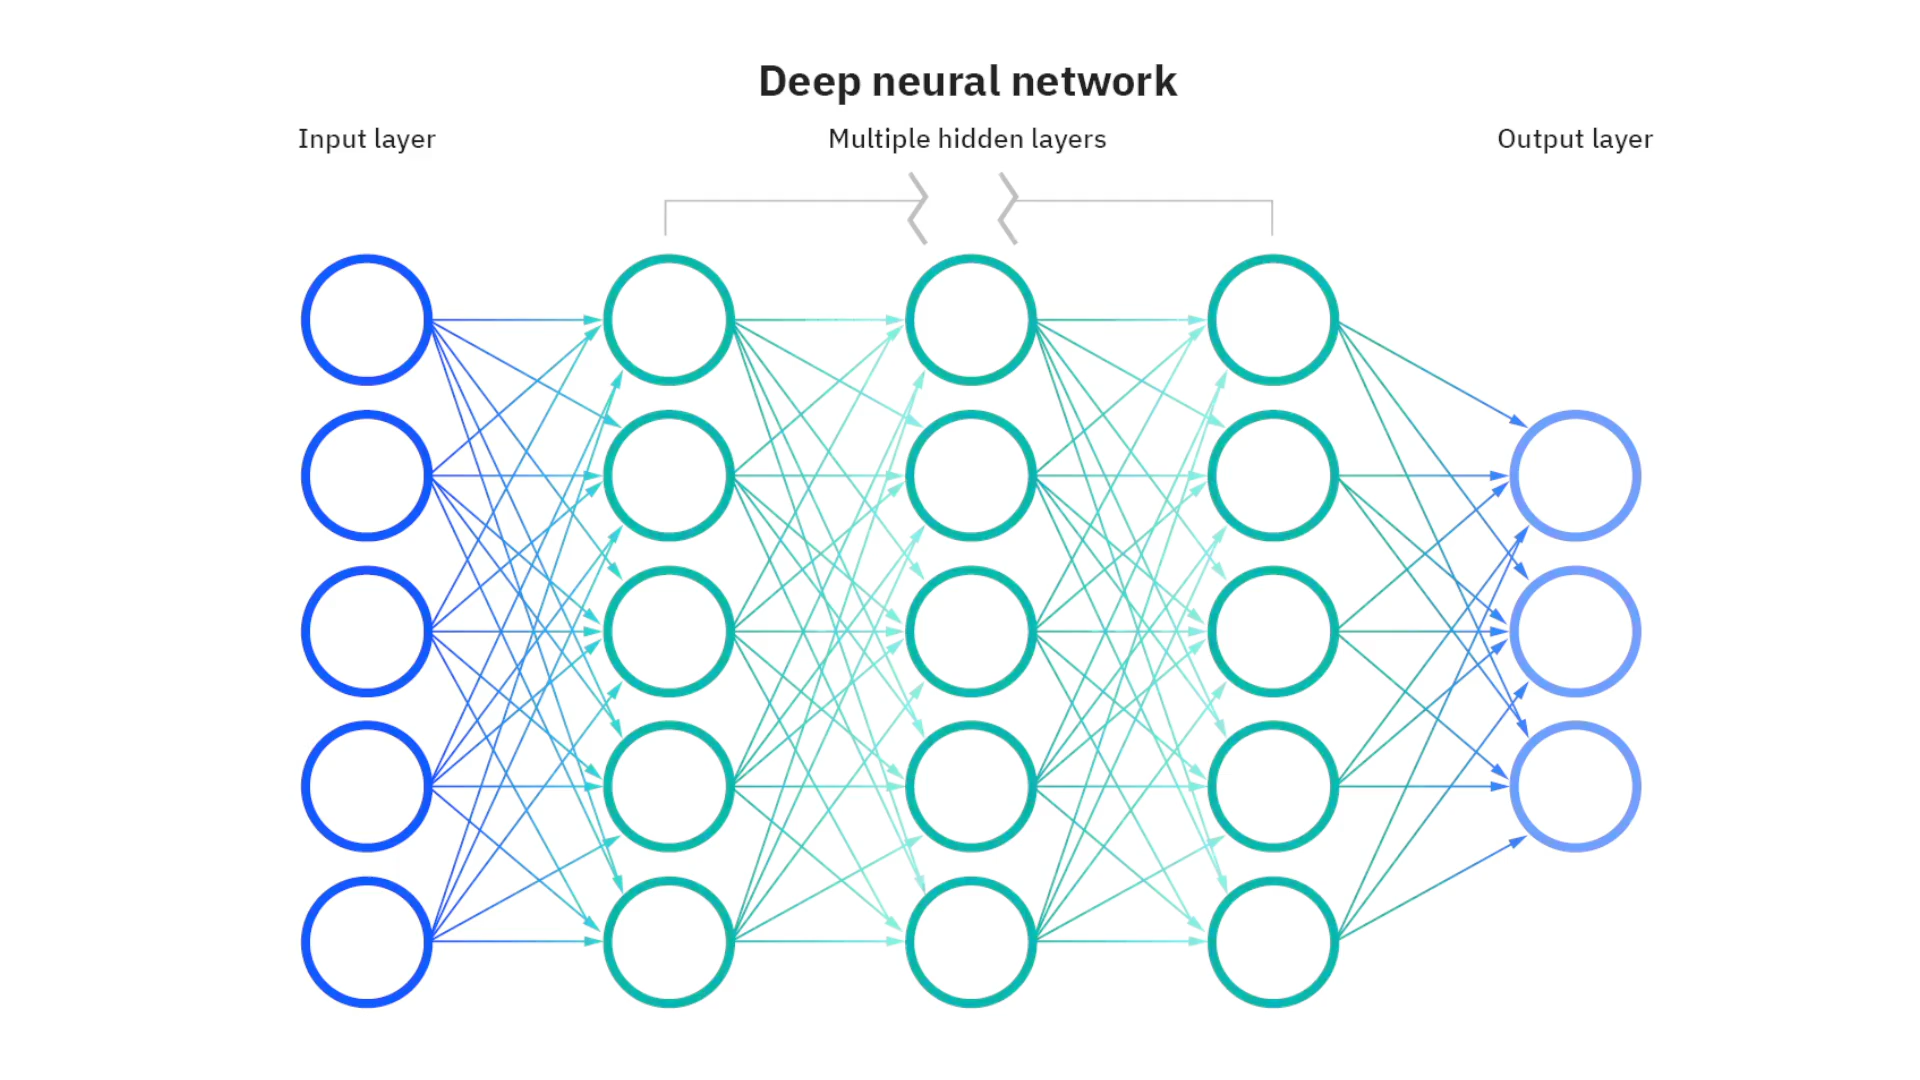 Deep neural network
Input layer
Multiple hidden layers
Output layer